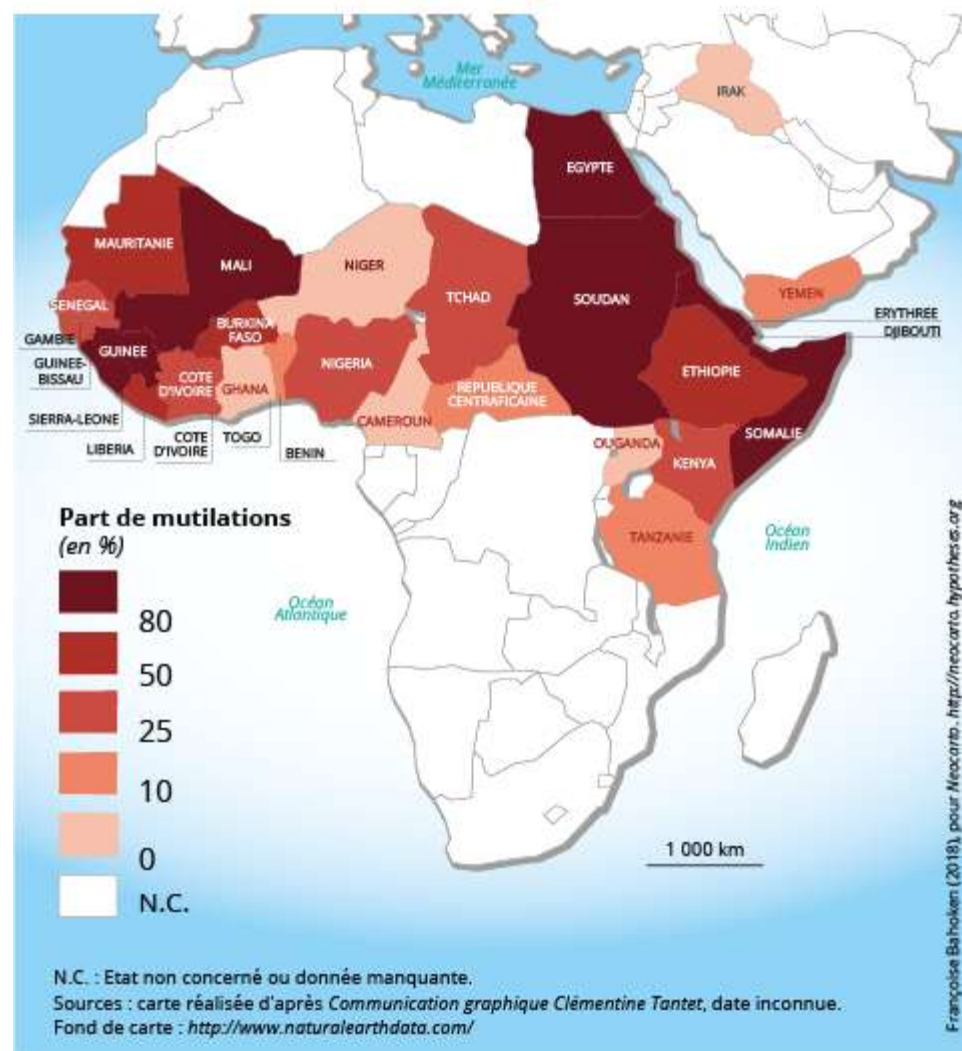 Mer
Méditerranée
IRAK
EGYPTE
MAURITANIE
MALI
NIGER
TCHAD
SOUDAN
YEMEN
SENEGAL
ERYTHREE
DJIBOUTI
GAMBIE
GUINEE-
BISSAU
GUINEE
BURKINA
FASO
NIGERIA
ETHIOPIE
COTE
D'IVOIRE
GHANA
REPUBLIQUE
CENTRAFICAINE
CAMEROUN
SIERRA-LEONE
LIBERIA
COTE
D'IVOIRE
TOGO
BENIN
OUGANDA
KENYA
SOMALIE
TANZANIE
Océan
Indien
Océan
Atlantique
Part de mutilations
(en %)
80
50
25
10
0
N.C.
1 000 km
N.C. : Etat non concerné ou donnée manquante.
Sources : carte réalisée d'après Communication graphique Clémentine Tantet, date inconnue.
Fond de carte : http://www.naturalearthdata.com/
Françoise Bahoken (2018), pour Neocarto. http://neocarto.hypotheses.org